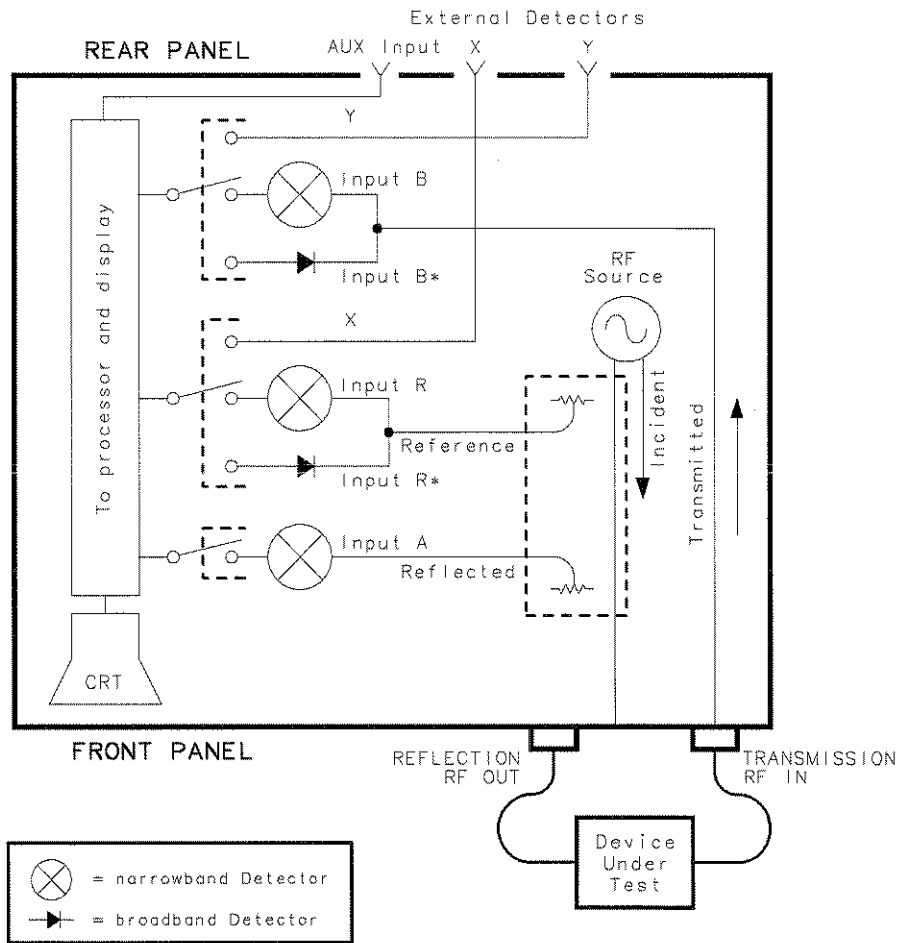 External Detectors
REAR PANEL
AUX Input
X
Y
Y
Input B
Input B*
RF
Source
X
Input R
Reference
Input R*
Input A
Reflected
Incident
Transmitted
To processor and display
CRT
FRONT PANEL
REFLECTION
RF OUT
TRANSMISSION
RF IN
Device
Under
Test
= narrowband Detector
= broadband Detector